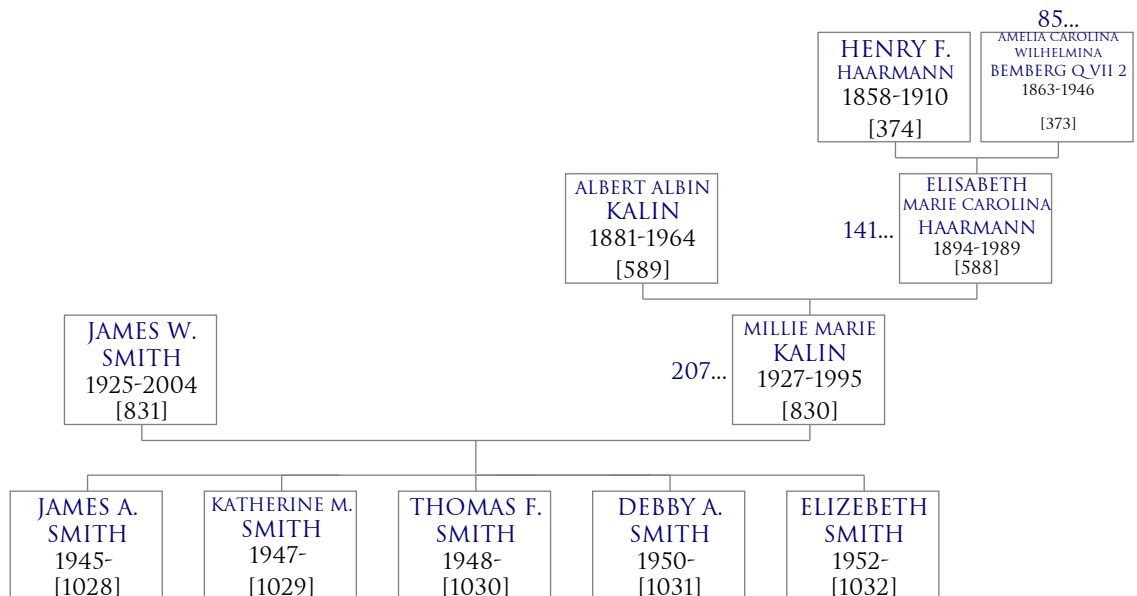 85...
HENRY F.
HAARMANN
1858-1910
[374]
AMELIA CAROLINA
WILHELMINA
BEMBERG Q VII 2
1863-1946
[373]
ALBERT ALBIN
KALIN
1881-1964
[589]
141...
ELISABETH
MARIE CAROLINA
HAARMANN
1894-1989
[588]
JAMES W.
SMITH
1925-2004
[831]
207...
MILLIE MARIE
KALIN
1927-1995
[830]
JAMES A.
SMITH
1945-
[1028]
KATHERINE M.
SMITH
1947-
[1029]
THOMAS F.
SMITH
1948-
[1030]
DEBBY A.
SMITH
1950-
[1031]
ELIZEBETH
SMITH
1952-
[1032]